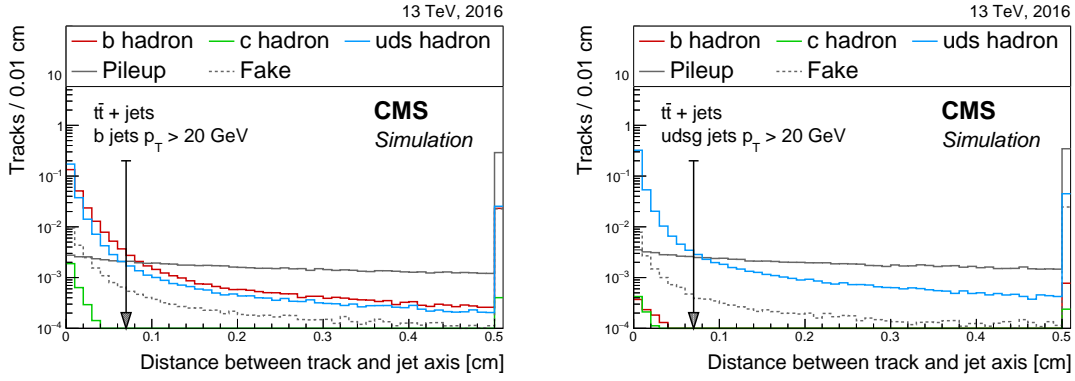 13 TeV, 2016
b hadron c hadron uds hadron
Pileup Fake
tt̄ + jets
b jets p_T > 20 GeV
CMS
Simulation
Tracks / 0.01 cm
10
1
10⁻¹
10⁻²
10⁻³
10⁻⁴
0 0.1 0.2 0.3 0.4 0.5
Distance between track and jet axis [cm]
13 TeV, 2016
b hadron c hadron uds hadron
Pileup Fake
tt̄ + jets
udsg jets p_T > 20 GeV
CMS
Simulation
Tracks / 0.01 cm
10
1
10⁻¹
10⁻²
10⁻³
10⁻⁴
0 0.1 0.2 0.3 0.4 0.5
Distance between track and jet axis [cm]